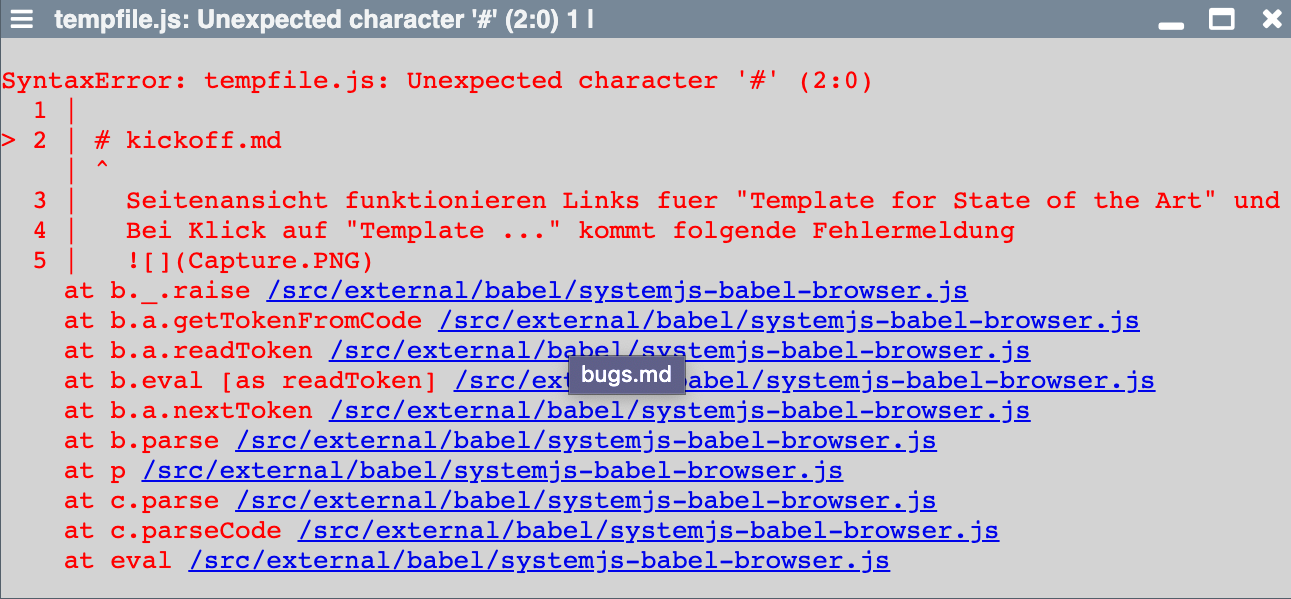 tempfile.js: Unexpected character '#' (2:0) 1 |
SyntaxError: tempfile.js: Unexpected character '#' (2:0)
1 |
> 2 | # kickoff.md
| ^
3 | Seitenansicht funktionieren Links fuer "Template for State of the Art" und
4 | Bei Klick auf "Template ..." kommt folgende Fehlermeldung
5 | ![](Capture.PNG)
at b._.raise /src/external/babel/systemjs-babel-browser.js
at b.a.getTokenFromCode /src/external/babel/systemjs-babel-browser.js
at b.a.readToken /src/external/babel/systemjs-babel-browser.js
bugs.md
at b.eval [as readToken] /src/ex abel/systemjs-babel-browser.js
at b.a.nextToken /src/external/babel/systemjs-babel-browser.js
at b.parse /src/external/babel/systemjs-babel-browser.js
at p /src/external/babel/systemjs-babel-browser.js
at c.parse /src/external/babel/systemjs-babel-browser.js
at c.parseCode /src/external/babel/systemjs-babel-browser.js
at eval /src/external/babel/systemjs-babel-browser.js